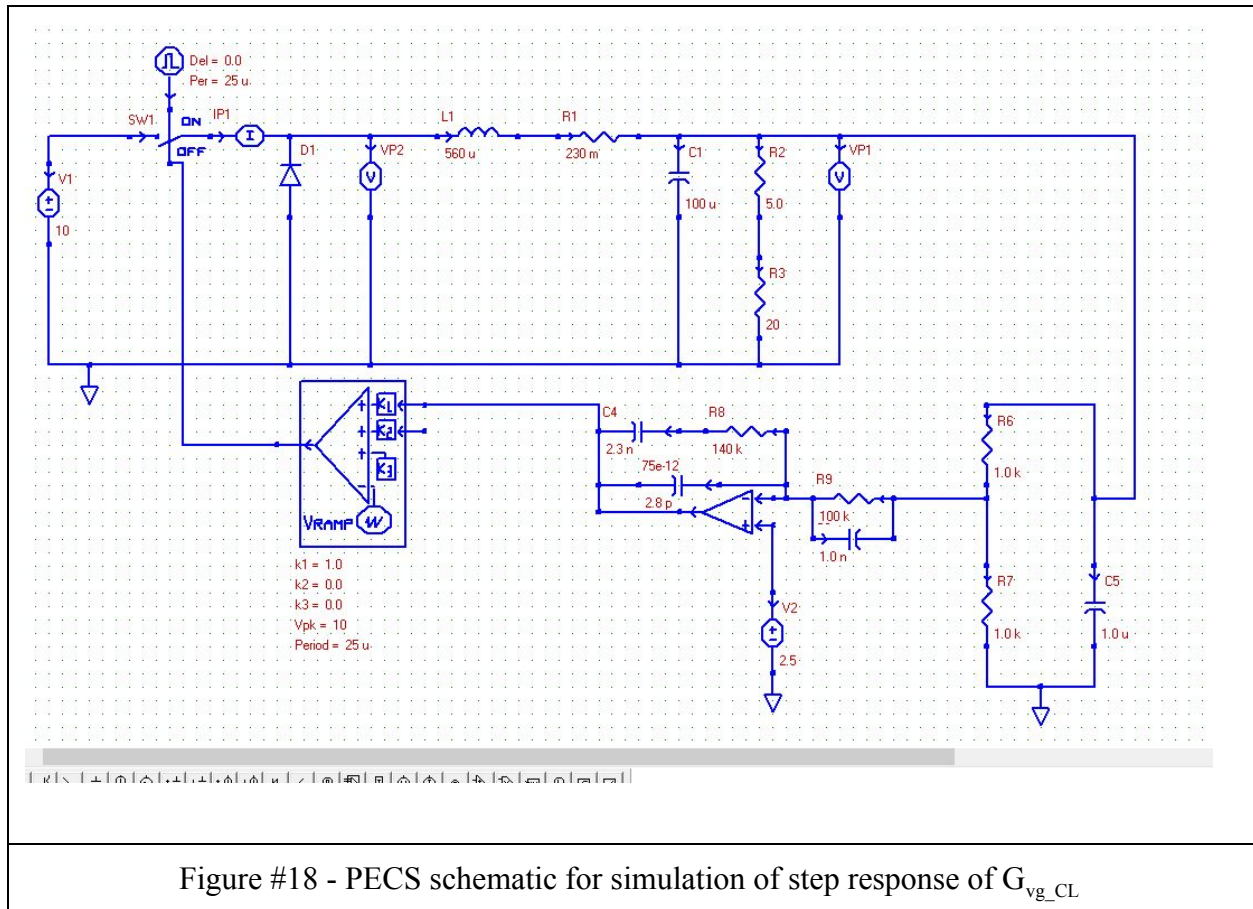 Del = 0.0
Per = 25 u
SW1
ON
OFF
IP1
I
V1
10
D1
VP2
V
L1
560 u
R1
230 m
C1
100 u
R2
5.0
VP1
V
R3
20
K1
K2
K3
VRAMP
k1 = 1.0
k2 = 0.0
k3 = 0.0
Vpk = 10
Period = 25 u
C4
2.3 n
R8
140 k
75e-12
2.8 p
R9
100 k
1.0 n
V2
2.5
R6
1.0 k
R7
1.0 k
C5
1.0 u
Figure #18 - PECS schematic for simulation of step response of Gvg_CL